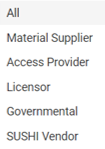 All
Material Supplier
Access Provider
Licensor
Governmental
SUSHI Vendor